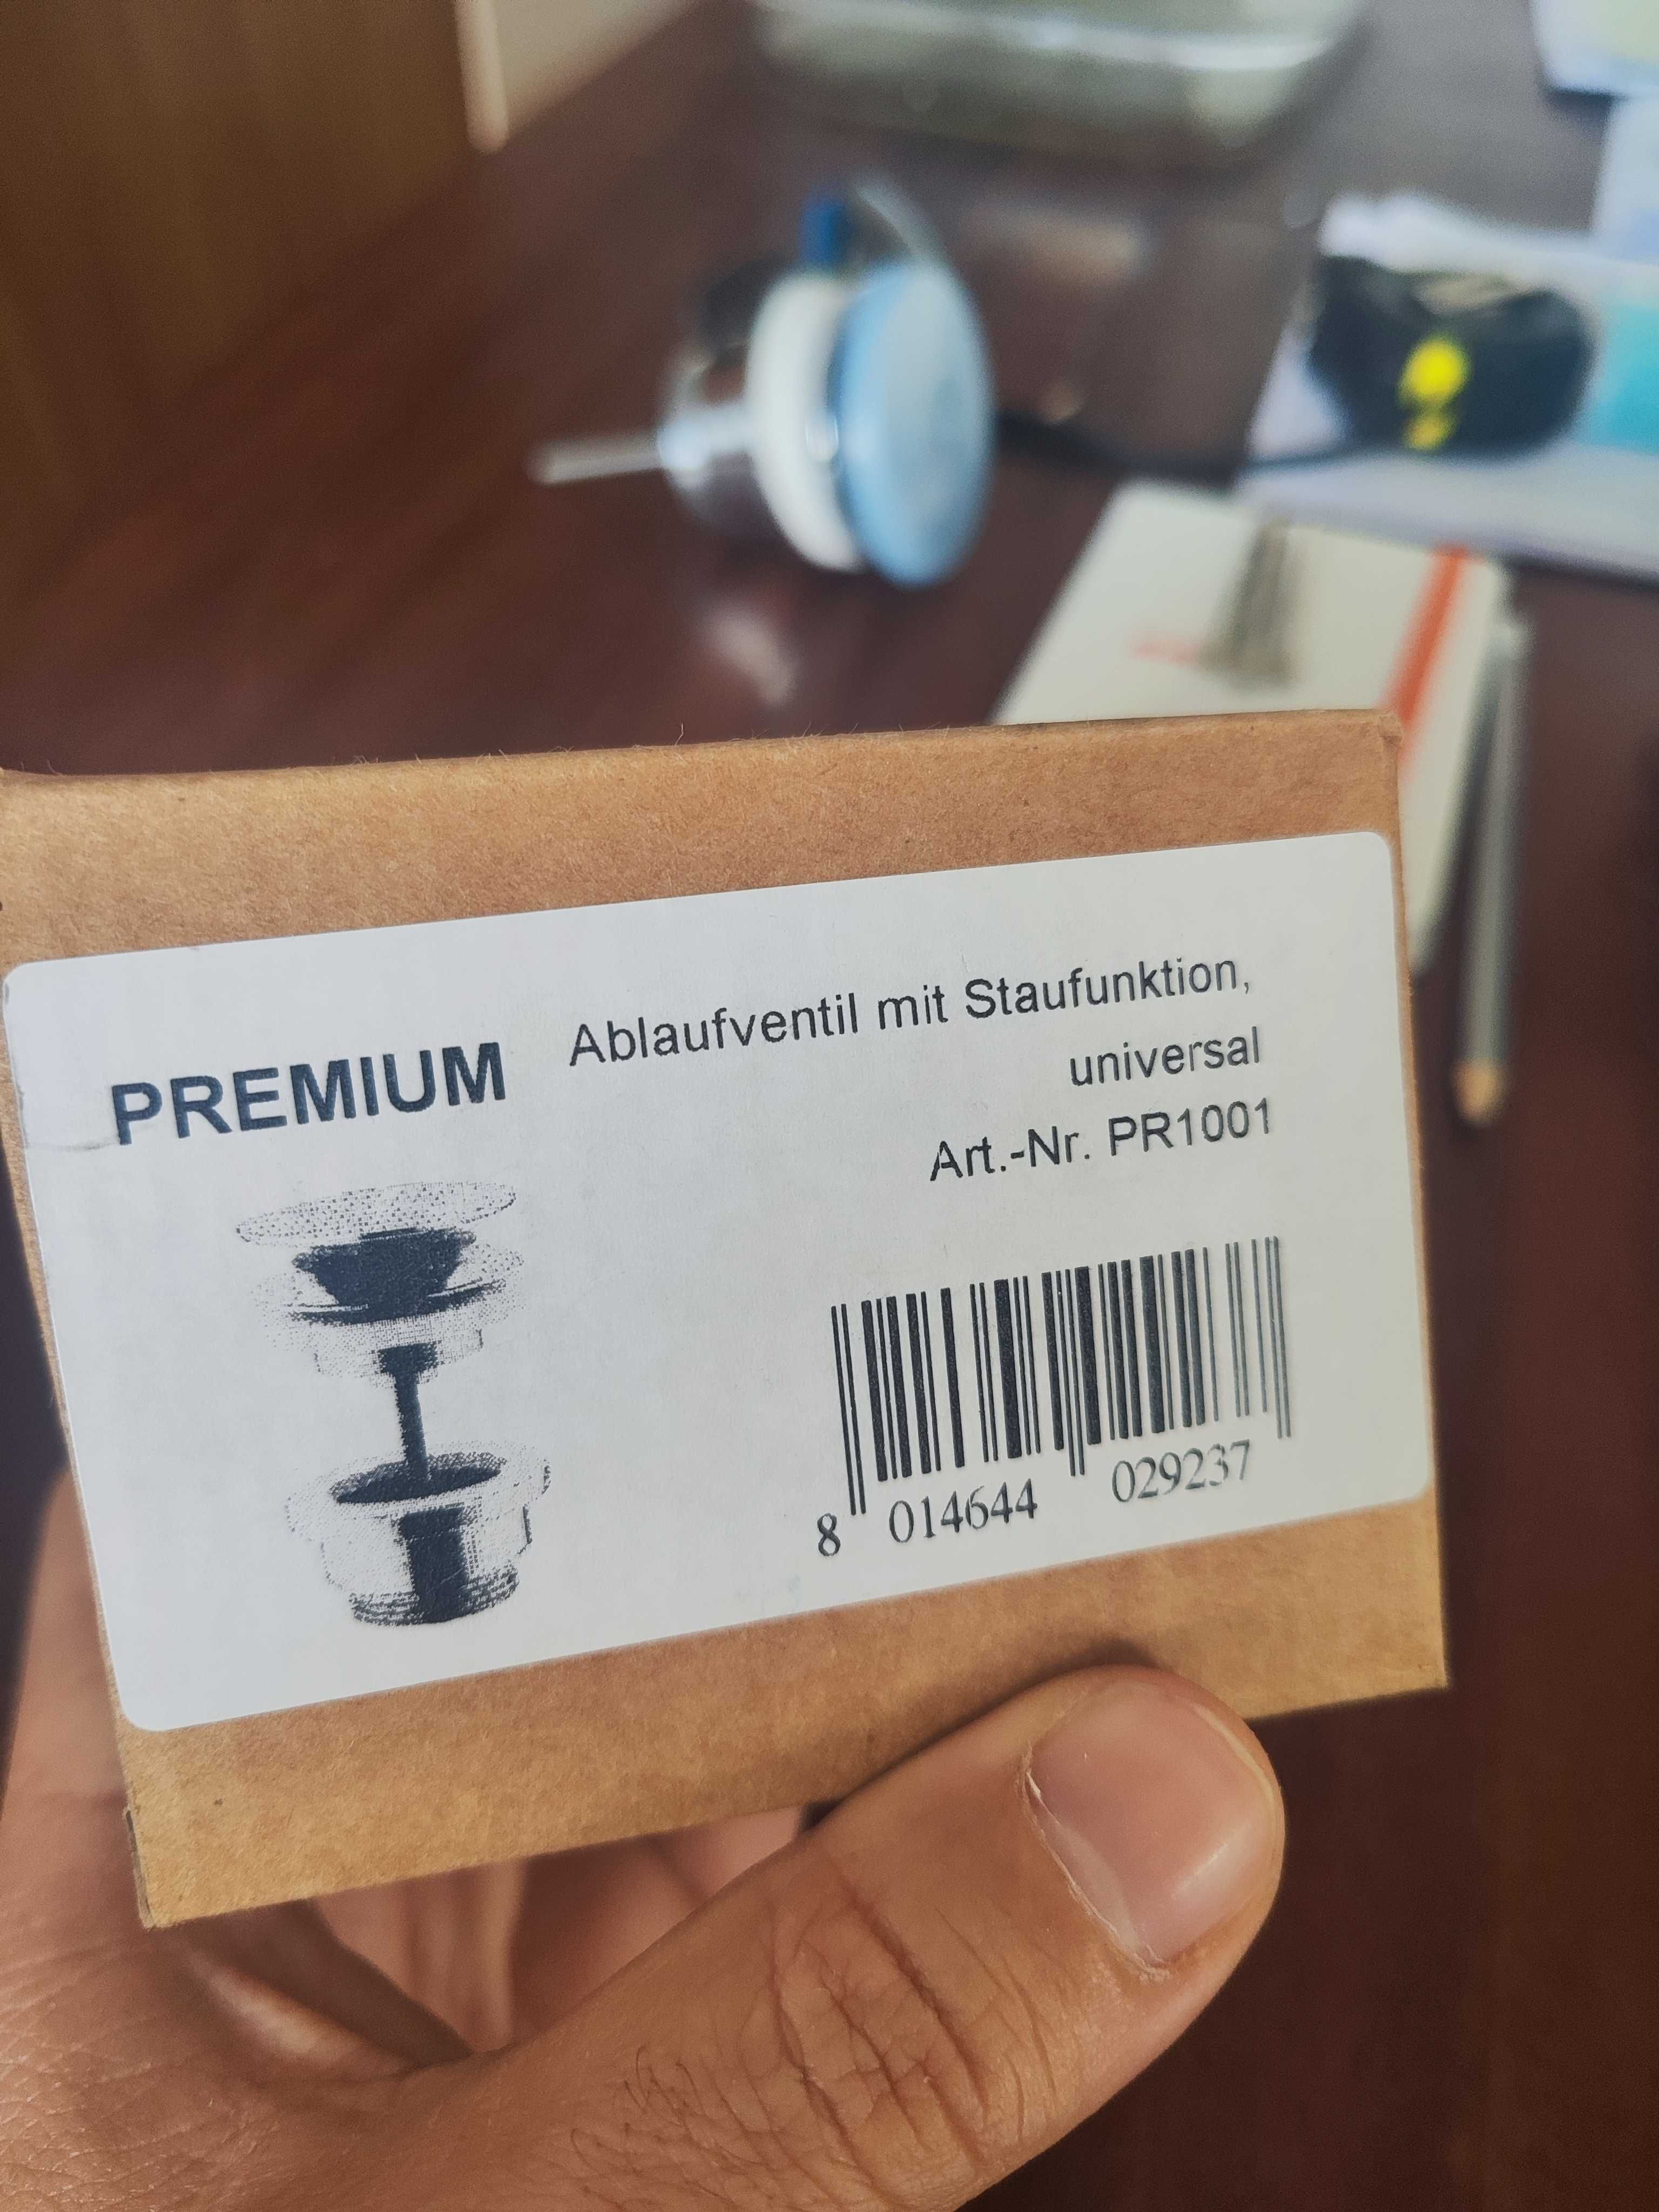 PREMIUM
Ablaufventil mit Staufunktion,
universal
Art.-Nr. PR1001
8 014644 029237